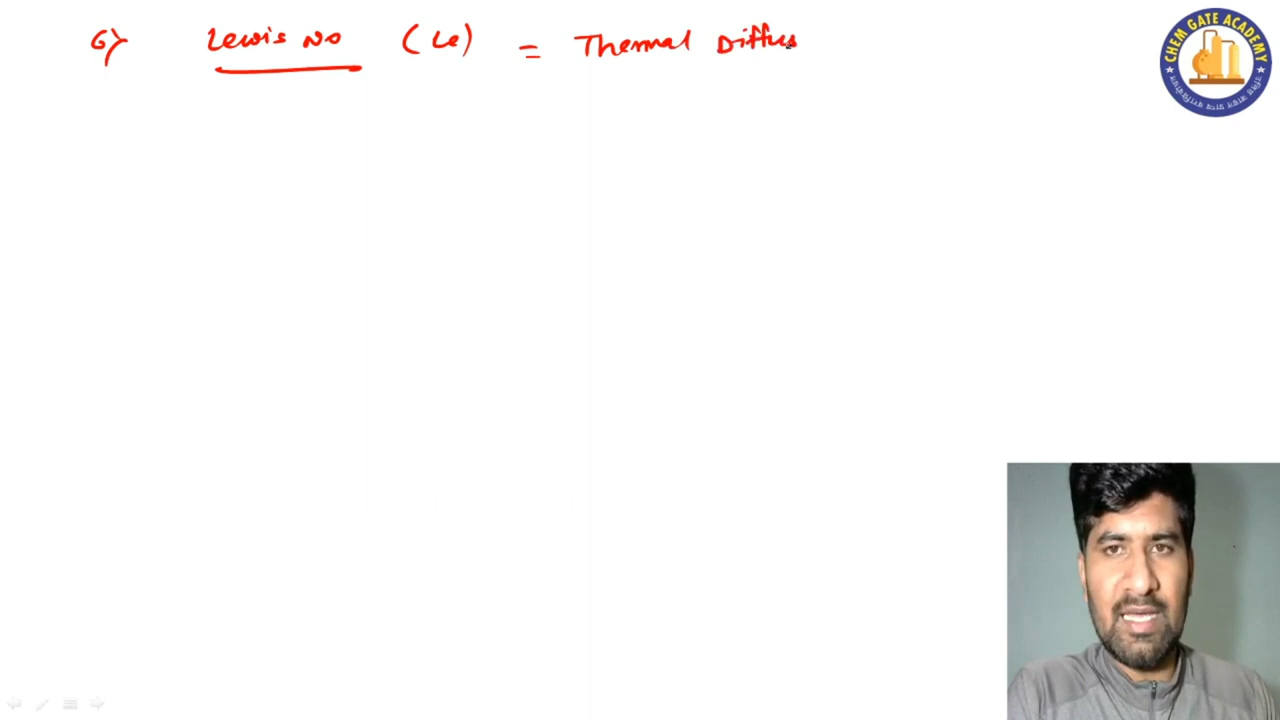 6) Lewis No (Le) = Thermal Diffus
CHEM GATE ACADEMY